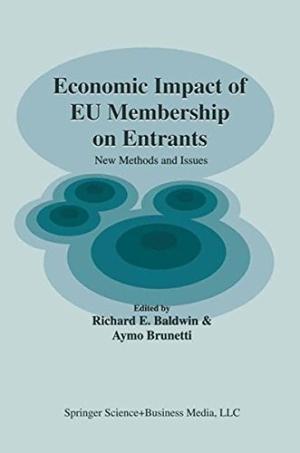 Economic Impact of
EU Membership
on Entrants
New Methods and Issues
Edited by
Richard E. Baldwin &
Aymo Brunetti
Springer Science+Business Media, LLC